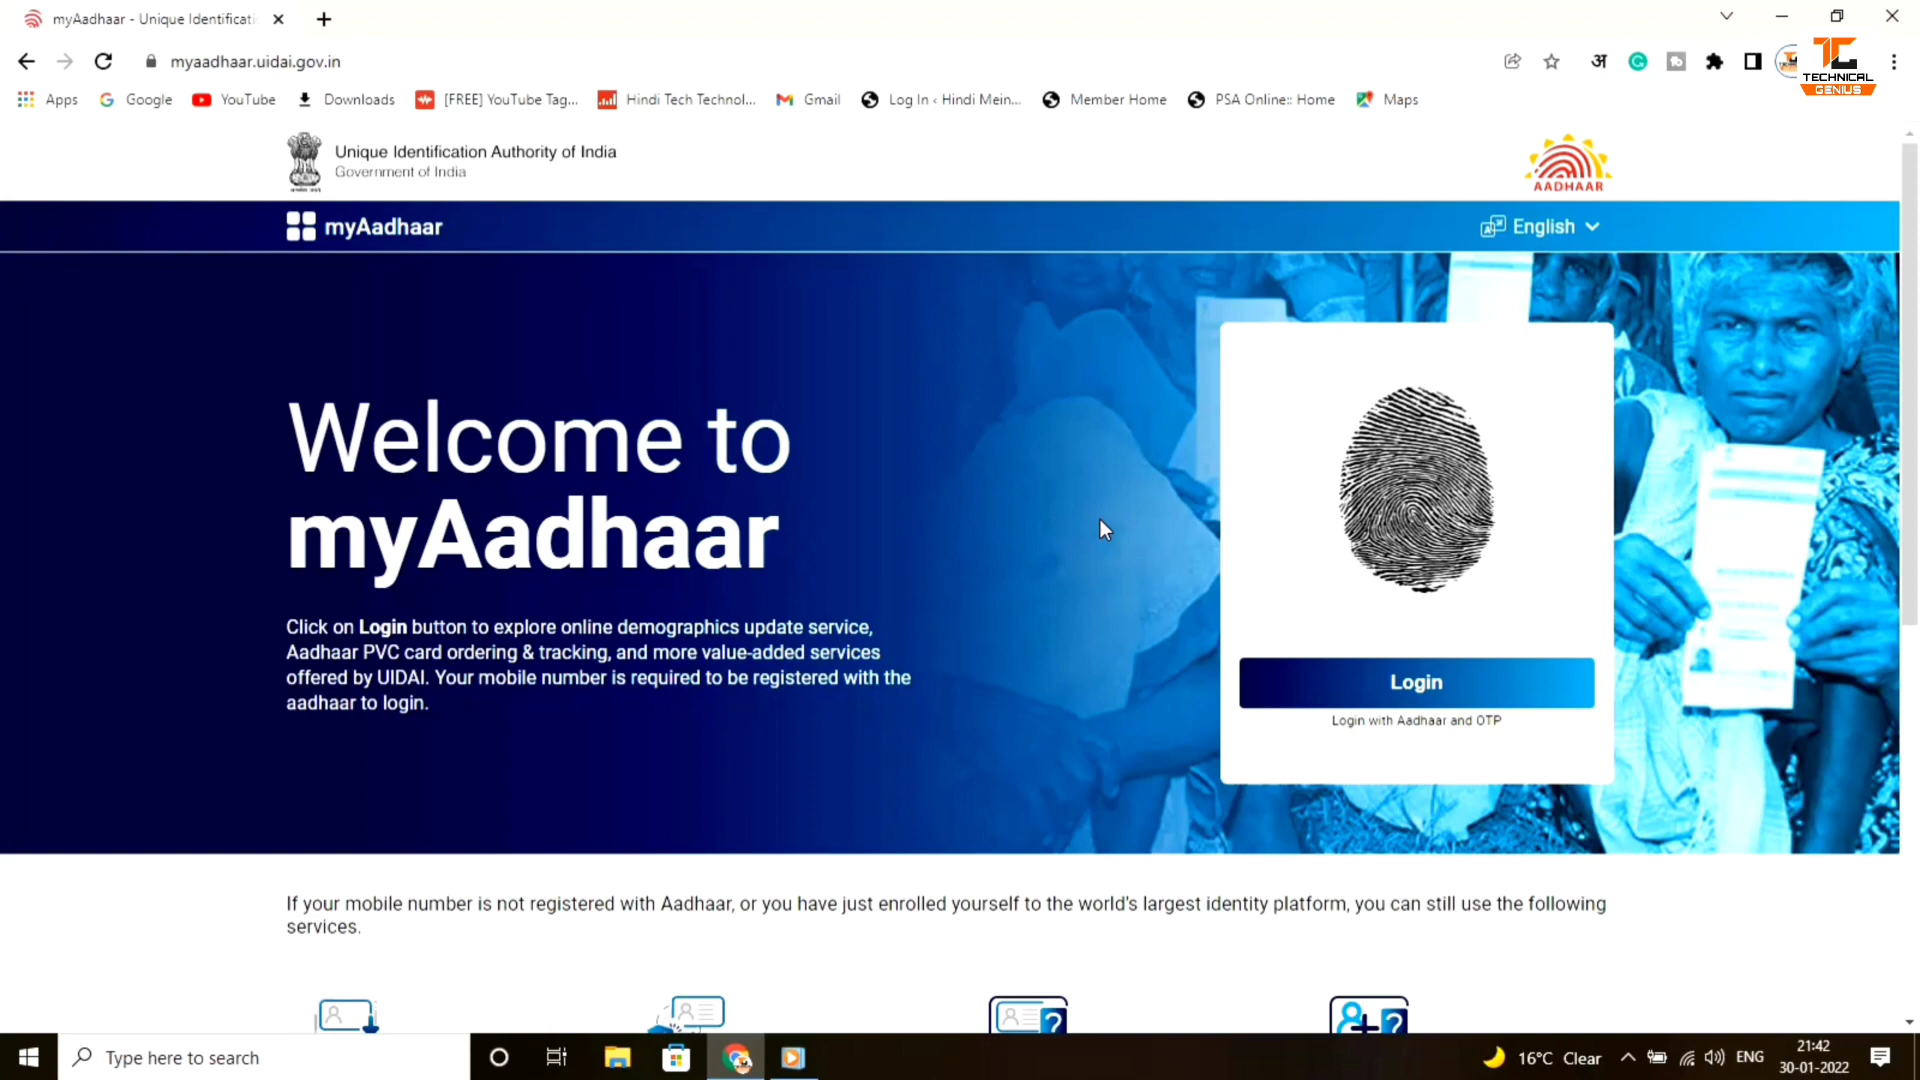 myAadhaar - Unique Identificati
myaadhaar.uidai.gov.in
अ
TECHNICAL
GENIUS
Apps
Google
YouTube
Downloads
[FREE] YouTube Tag...
Hindi Tech Technol...
Gmail
Log In ‹ Hindi Mein...
Member Home
PSA Online:: Home
Maps
Unique Identification Authority of India
Government of India
AADHAAR
myAadhaar
English
Welcome to
myAadhaar
Click on Login button to explore online demographics update service,
Aadhaar PVC card ordering & tracking, and more value-added services
offered by UIDAI. Your mobile number is required to be registered with the
aadhaar to login.
Login
Login with Aadhaar and OTP
If your mobile number is not registered with Aadhaar, or you have just enrolled yourself to the world's largest identity platform, you can still use the following
services.
Type here to search
16°C Clear
ENG
21:42
30-01-2022